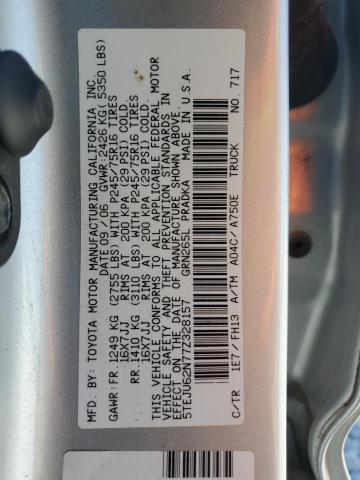 MFD. BY: TOYOTA MOTOR MANUFACTURING CALIFORNIA INC.
DATE 09/06 GVWR:2426 KG( 5350 LBS)
GAWR:FR.1249 KG (2755 LBS) WITH P245/75R16 TIRES
16X7JJ RIMS AT 200 KPA (29 PSI) COLD.
RR.1410 KG (3110 LBS) WITH P245/75R16 TIRES
16X7JJ RIMS AT 200 KPA (29 PSI) COLD.
THIS VEHICLE CONFORMS TO ALL APPLICABLE FEDERAL MOTOR
VEHICLE SAFETY AND THEFT PREVENTION STANDARDS IN
EFFECT ON THE DATE OF MANUFACTURE SHOWN ABOVE.
5TEJU62N77Z328157 GRN265L PRADKA MADE IN U.S.A.
C/TR 1E7 / FH13 A/TM A04C/ A750E TRUCK NO. 717